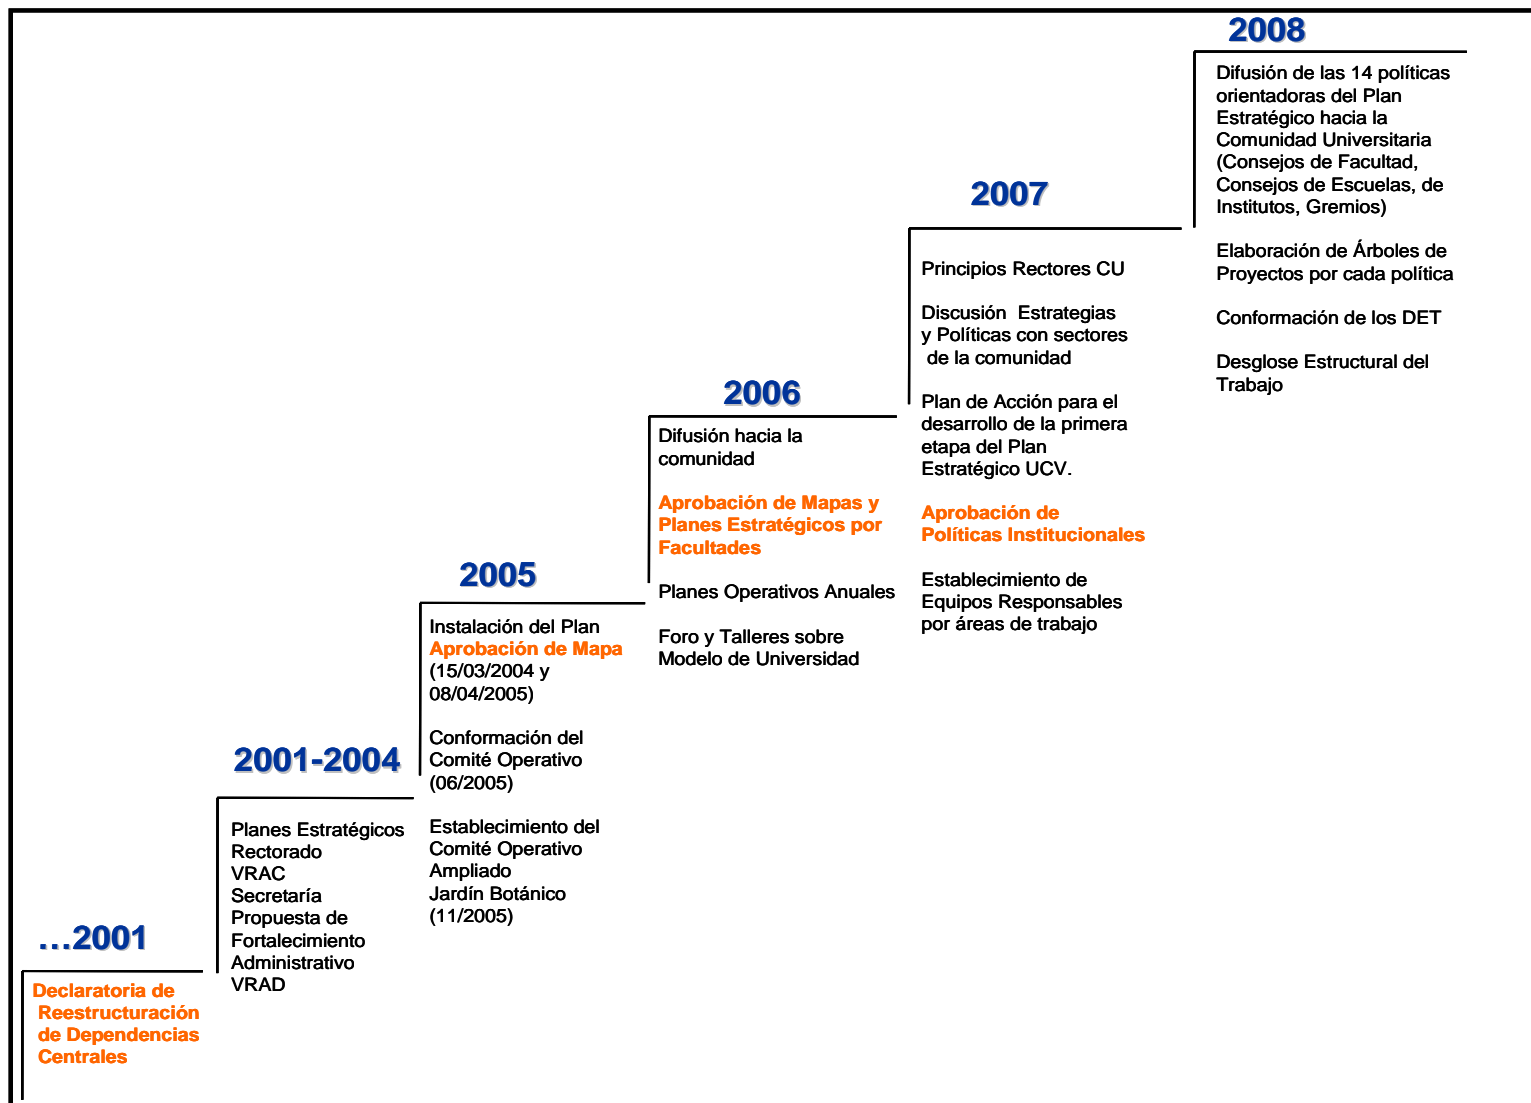 …2001
Declaratoria de
Reestructuración
de Dependencias
Centrales
2001-2004
Planes Estratégicos
Rectorado
VRAC
Secretaría
Propuesta de
Fortalecimiento
Administrativo
VRAD
2005
Instalación del Plan
Aprobación de Mapa
(15/03/2004 y
08/04/2005)
Conformación del
Comité Operativo
(06/2005)
Establecimiento del
Comité Operativo
Ampliado
Jardín Botánico
(11/2005)
2006
Difusión hacia la
comunidad
Aprobación de Mapas y
Planes Estratégicos por
Facultades
Planes Operativos Anuales
Foro y Talleres sobre
Modelo de Universidad
2007
Principios Rectores CU
Discusión Estrategias
y Políticas con sectores
de la comunidad
Plan de Acción para el
desarrollo de la primera
etapa del Plan
Estratégico UCV.
Aprobación de
Políticas Institucionales
Establecimiento de
Equipos Responsables
por áreas de trabajo
2008
Difusión de las 14 políticas
orientadoras del Plan
Estratégico hacia la
Comunidad Universitaria
(Consejos de Facultad,
Consejos de Escuelas, de
Institutos, Gremios)
Elaboración de Árboles de
Proyectos por cada política
Conformación de los DET
Desglose Estructural del
Trabajo